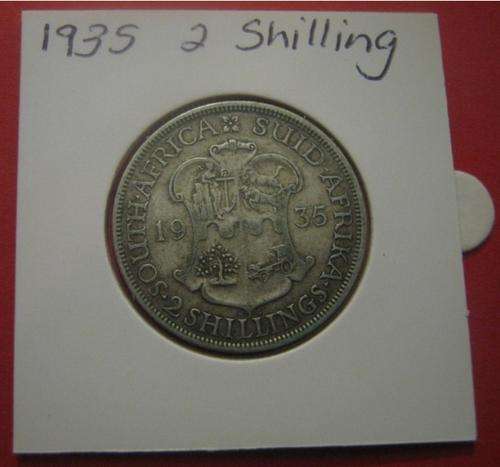 1935 2 Shilling
SOUTH·AFRICA SUID AFRIKA
19 35
·2 SHILLINGS·